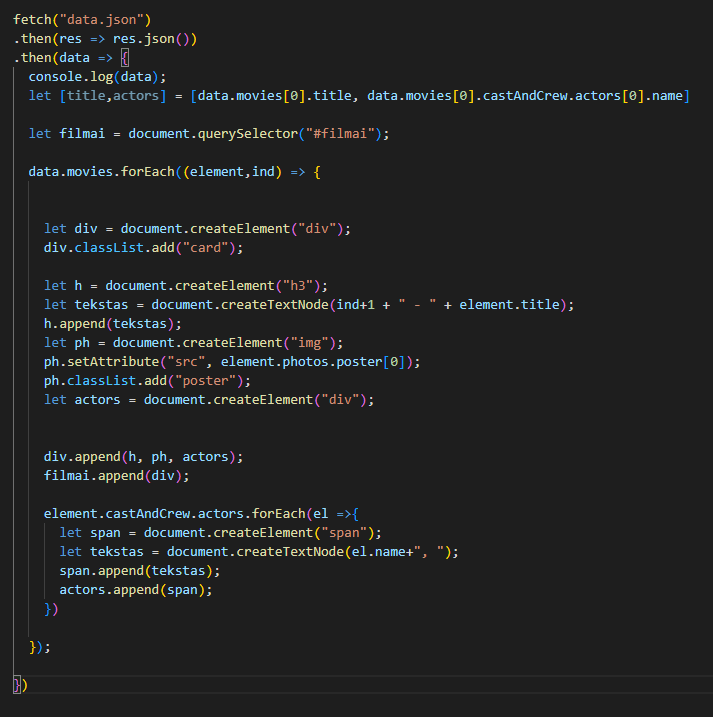 fetch("data.json")
.then(res => res.json())
.then(data => {
console.log(data);
let [title,actors] = [data.movies[0].title, data.movies[0].castAndCrew.actors[0].name]
let filmai = document.querySelector("#filmai");
data.movies.forEach((element,ind) => {
let div = document.createElement("div");
div.classList.add("card");
let h = document.createElement("h3");
let tekstas = document.createTextNode(ind+1 + " - " + element.title);
h.append(tekstas);
let ph = document.createElement("img");
ph.setAttribute("src", element.photos.poster[0]);
ph.classList.add("poster");
let actors = document.createElement("div");
div.append(h, ph, actors);
filmai.append(div);
element.castAndCrew.actors.forEach(el =>{
let span = document.createElement("span");
let tekstas = document.createTextNode(el.name+", ");
span.append(tekstas);
actors.append(span);
})
});
})